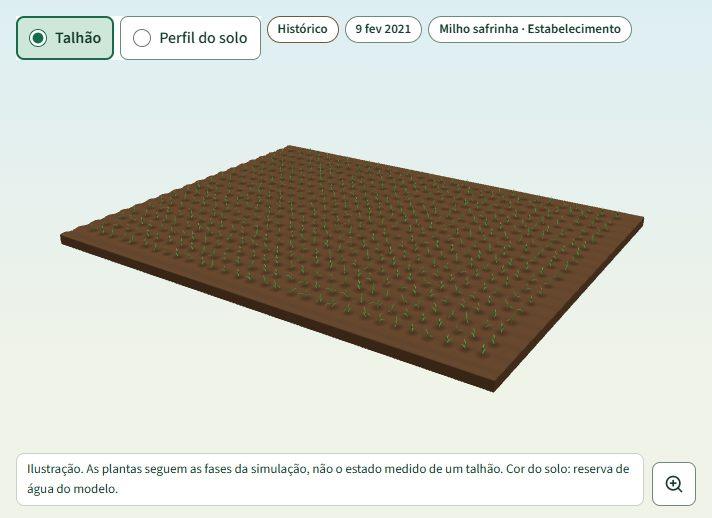 Talhão
Perfil do solo
Histórico
9 fev 2021
Milho safrinha · Estabelecimento
Ilustração. As plantas seguem as fases da simulação, não o estado medido de um talhão. Cor do solo: reserva de
água do modelo.